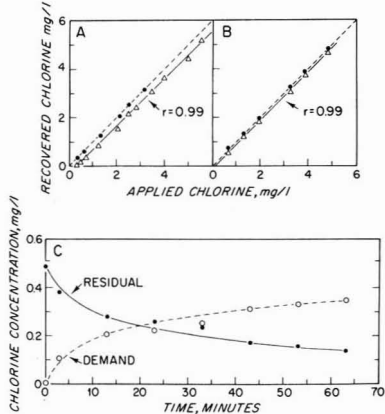 RECOVERED CHLORINE mg/l
6
4
2
0
A
r=0.99
B
r=0.99
0 2 4 0 2 4 6
APPLIED CHLORINE, mg/l
CHLORINE CONCENTRATION, mg/l
0.6
0.4
0.2
0
C
RESIDUAL
DEMAND
0 10 20 30 40 50 60 70
TIME, MINUTES